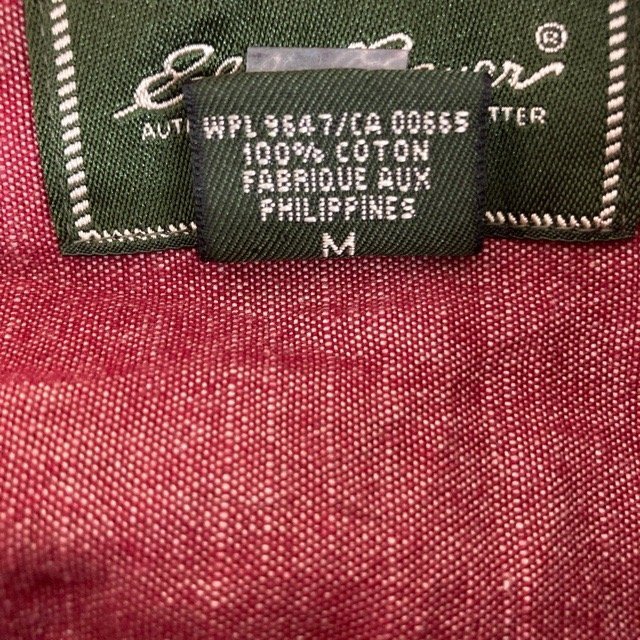 ®
AUT TTER
WPL 9647/CA 00665
100% COTON
FABRIQUE AUX
PHILIPPINES
M